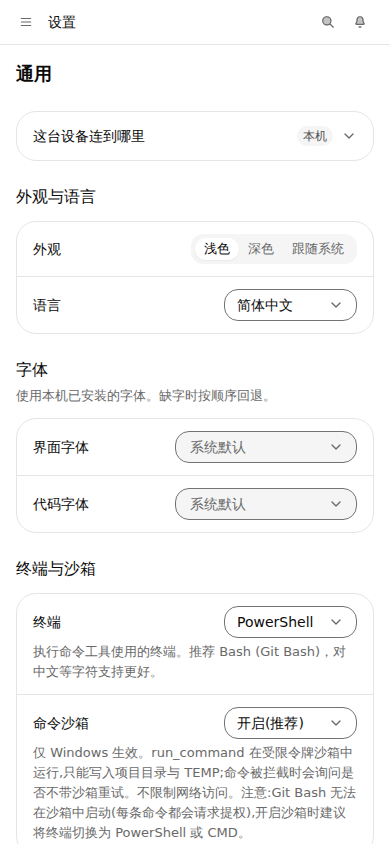 设置
通用
这台设备连到哪里 本机
外观与语言
外观 浅色 深色 跟随系统
语言 简体中文
字体
使用本机已安装的字体。缺字时按顺序回退。
界面字体 系统默认
代码字体 系统默认
终端与沙箱
终端 PowerShell
执行命令工具使用的终端。推荐 Bash (Git Bash)，对
中文等字符支持更好。
命令沙箱 开启(推荐)
仅 Windows 生效。run_command 在受限令牌沙箱中
运行,只能写入项目目录与 TEMP;命令被拦截时会询问是
否不带沙箱重试。不限制网络访问。注意:Git Bash 无法
在沙箱中启动(每条命令都会请求提权),开启沙箱时建议
将终端切换为 PowerShell 或 CMD。